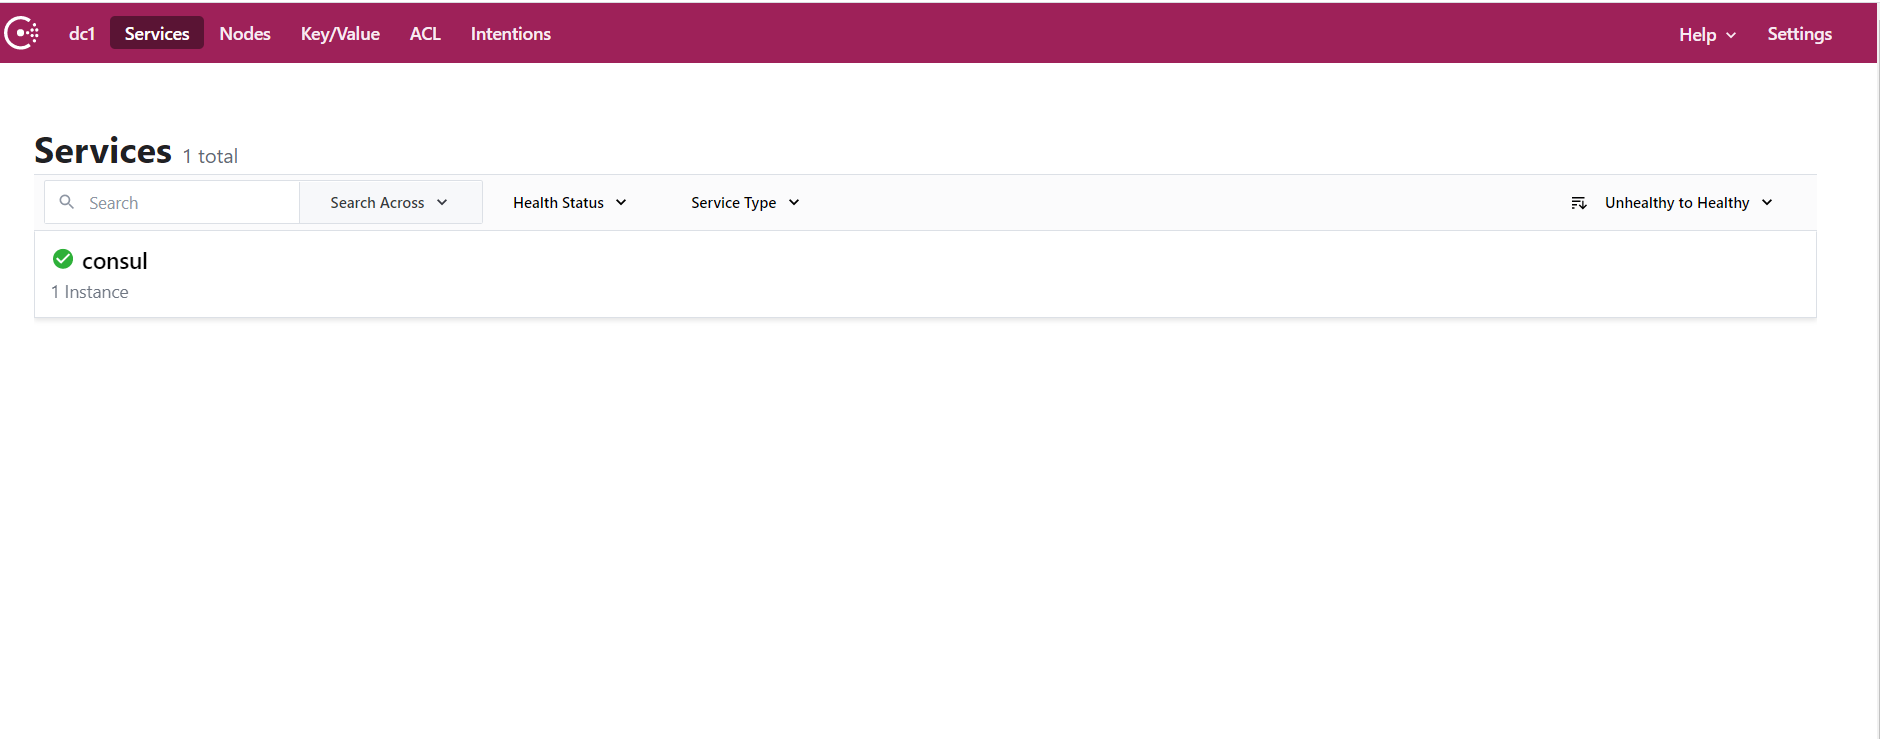 dc1 Services Nodes Key/Value ACL Intentions Help Settings
Services 1 total
Search Search Across Health Status Service Type Unhealthy to Healthy
consul
1 Instance